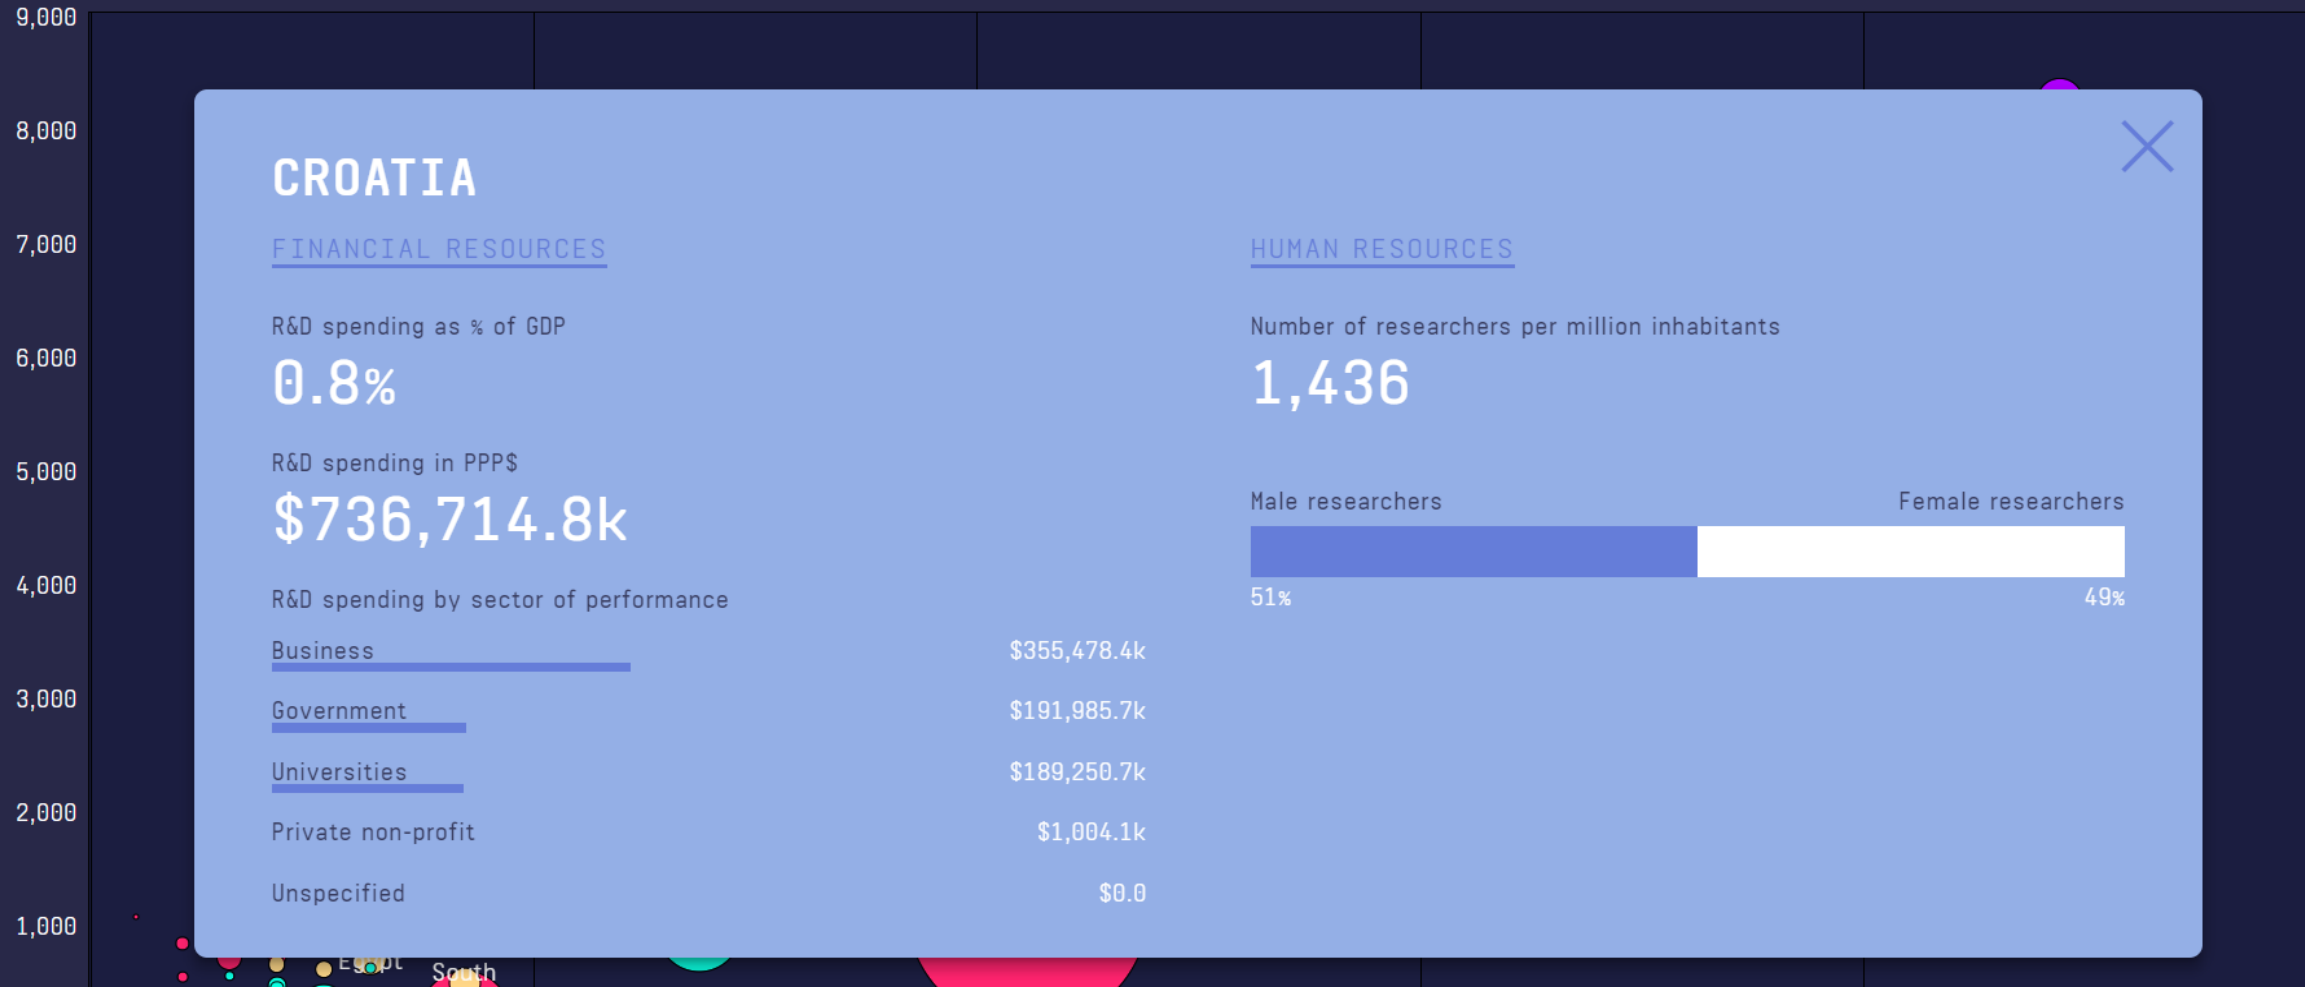 9,000
8,000
7,000
6,000
5,000
4,000
3,000
2,000
1,000
CROATIA
FINANCIAL RESOURCES
R&D spending as % of GDP
0.8%
R&D spending in PPP$
$736,714.8k
R&D spending by sector of performance
Business $355,478.4k
Government $191,985.7k
Universities $189,250.7k
Private non-profit $1,004.1k
Unspecified $0.0
HUMAN RESOURCES
Number of researchers per million inhabitants
1,436
Male researchers Female researchers
51% 49%
Egypt
South